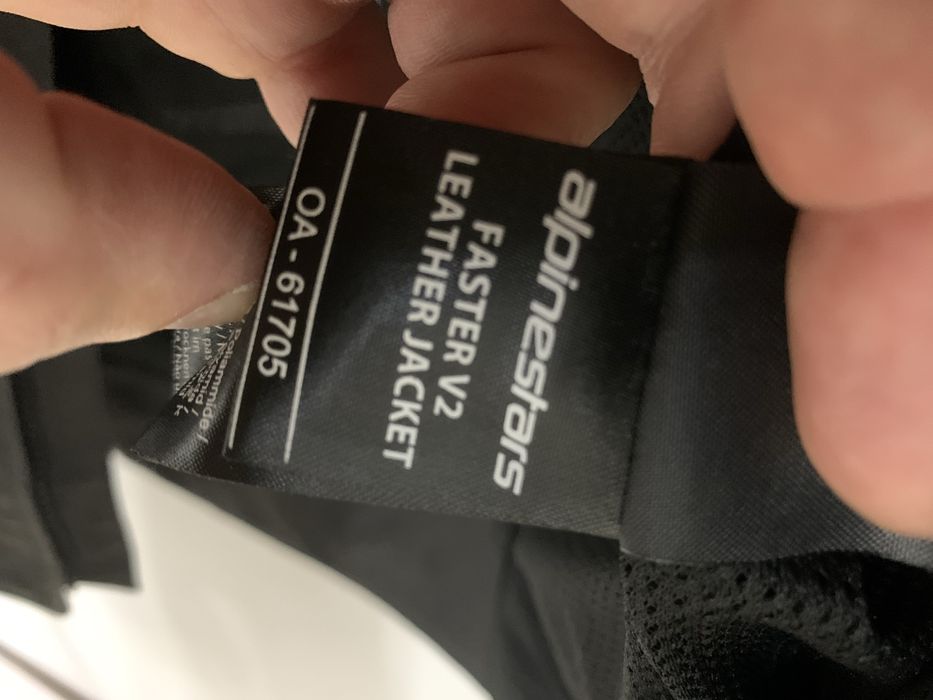 alpinestars
FASTER V2
LEATHER JACKET
OA - 61705